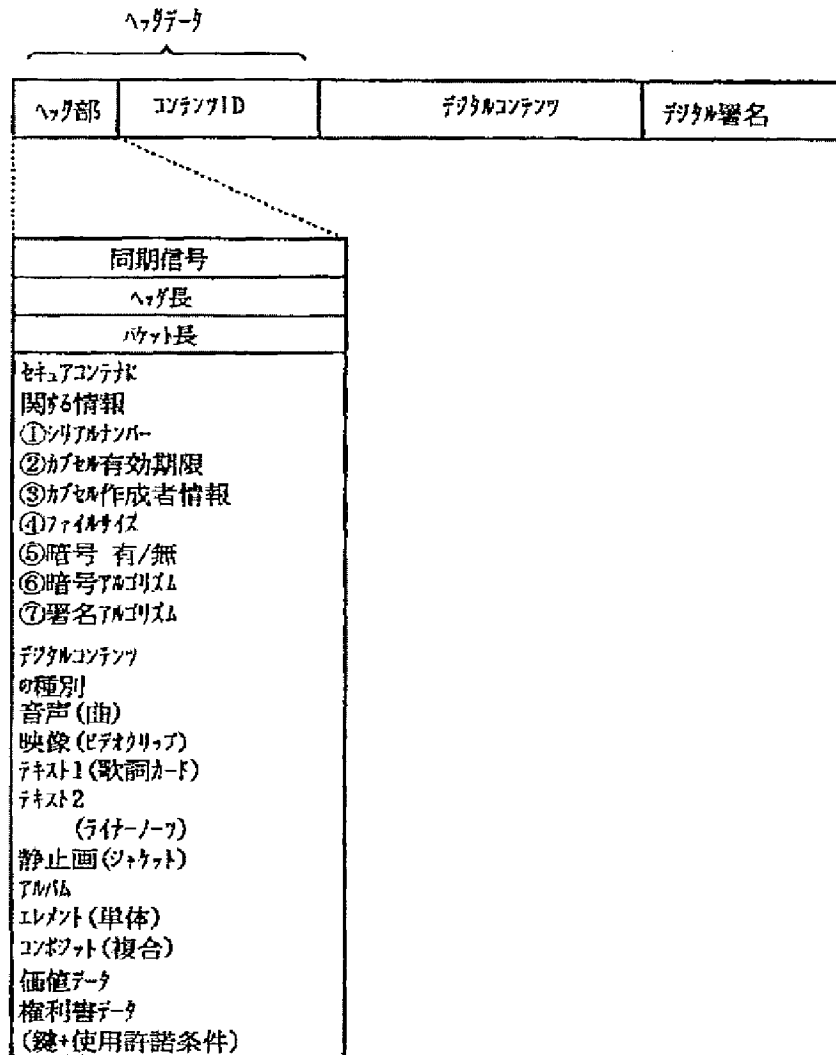 ヘッダデータ
ヘッダ部 コンテンツID デジタルコンテンツ デジタル署名
同期信号
ヘッダ長
パケット長
セキュアコンテナに
関する情報
①シリアルナンバー
②カプセル有効期限
③カプセル作成者情報
④ファイルサイズ
⑤暗号 有/無
⑥暗号アルゴリズム
⑦署名アルゴリズム
デジタルコンテンツ
の種別
音声(曲)
映像(ビデオクリップ)
テキスト1(歌詞カード)
テキスト2
(ライナーノーツ)
静止画(ジャケット)
アルバム
エレメント(単体)
コンポジット(複合)
価値データ
権利書データ
(鍵+使用許諾条件)